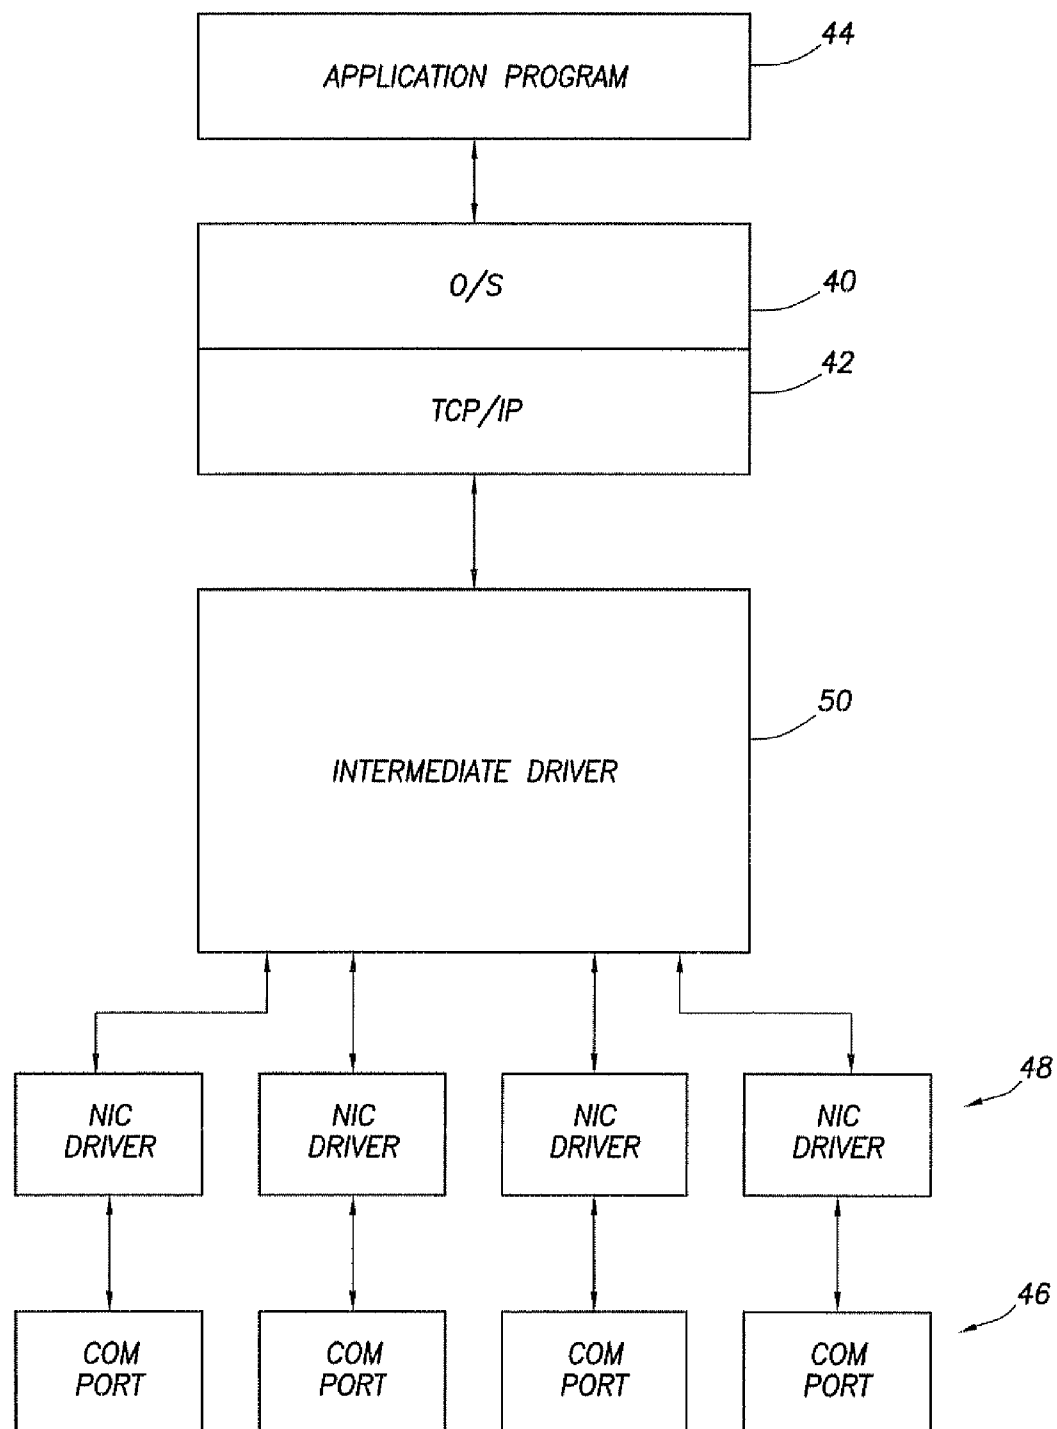 44
APPLICATION PROGRAM
O/S
40
42
TCP/IP
50
INTERMEDIATE DRIVER
48
NIC
DRIVER
NIC
DRIVER
NIC
DRIVER
NIC
DRIVER
46
COM
PORT
COM
PORT
COM
PORT
COM
PORT